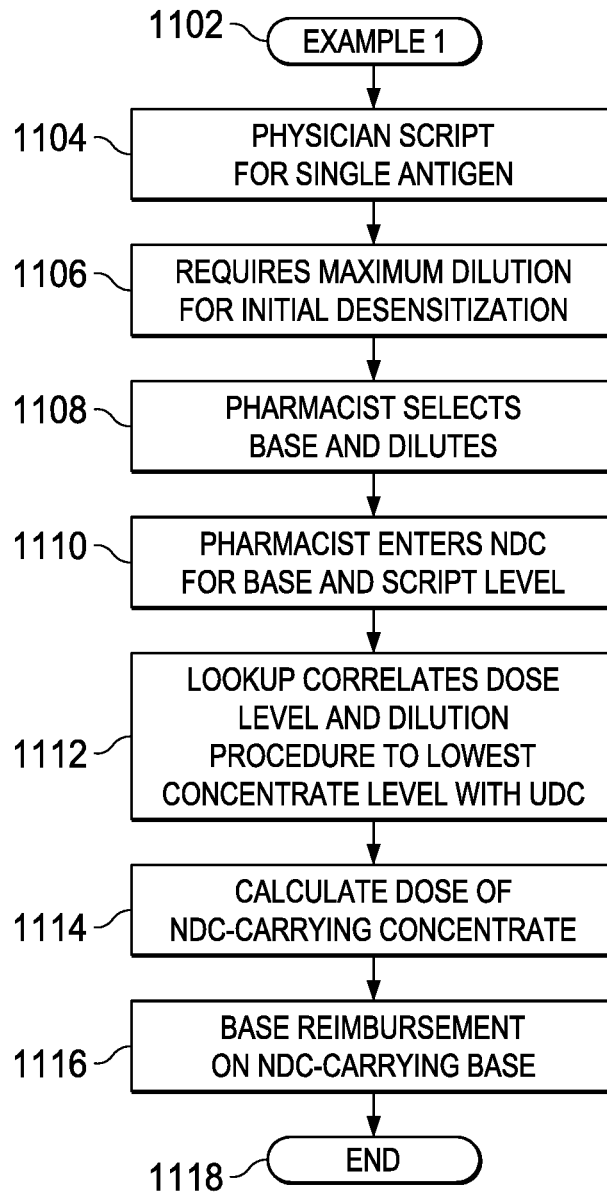 1102
EXAMPLE 1
1104
PHYSICIAN SCRIPT
FOR SINGLE ANTIGEN
1106
REQUIRES MAXIMUM DILUTION
FOR INITIAL DESENSITIZATION
1108
PHARMACIST SELECTS
BASE AND DILUTES
1110
PHARMACIST ENTERS NDC
FOR BASE AND SCRIPT LEVEL
1112
LOOKUP CORRELATES DOSE
LEVEL AND DILUTION
PROCEDURE TO LOWEST
CONCENTRATE LEVEL WITH UDC
1114
CALCULATE DOSE OF
NDC-CARRYING CONCENTRATE
1116
BASE REIMBURSEMENT
ON NDC-CARRYING BASE
1118
END